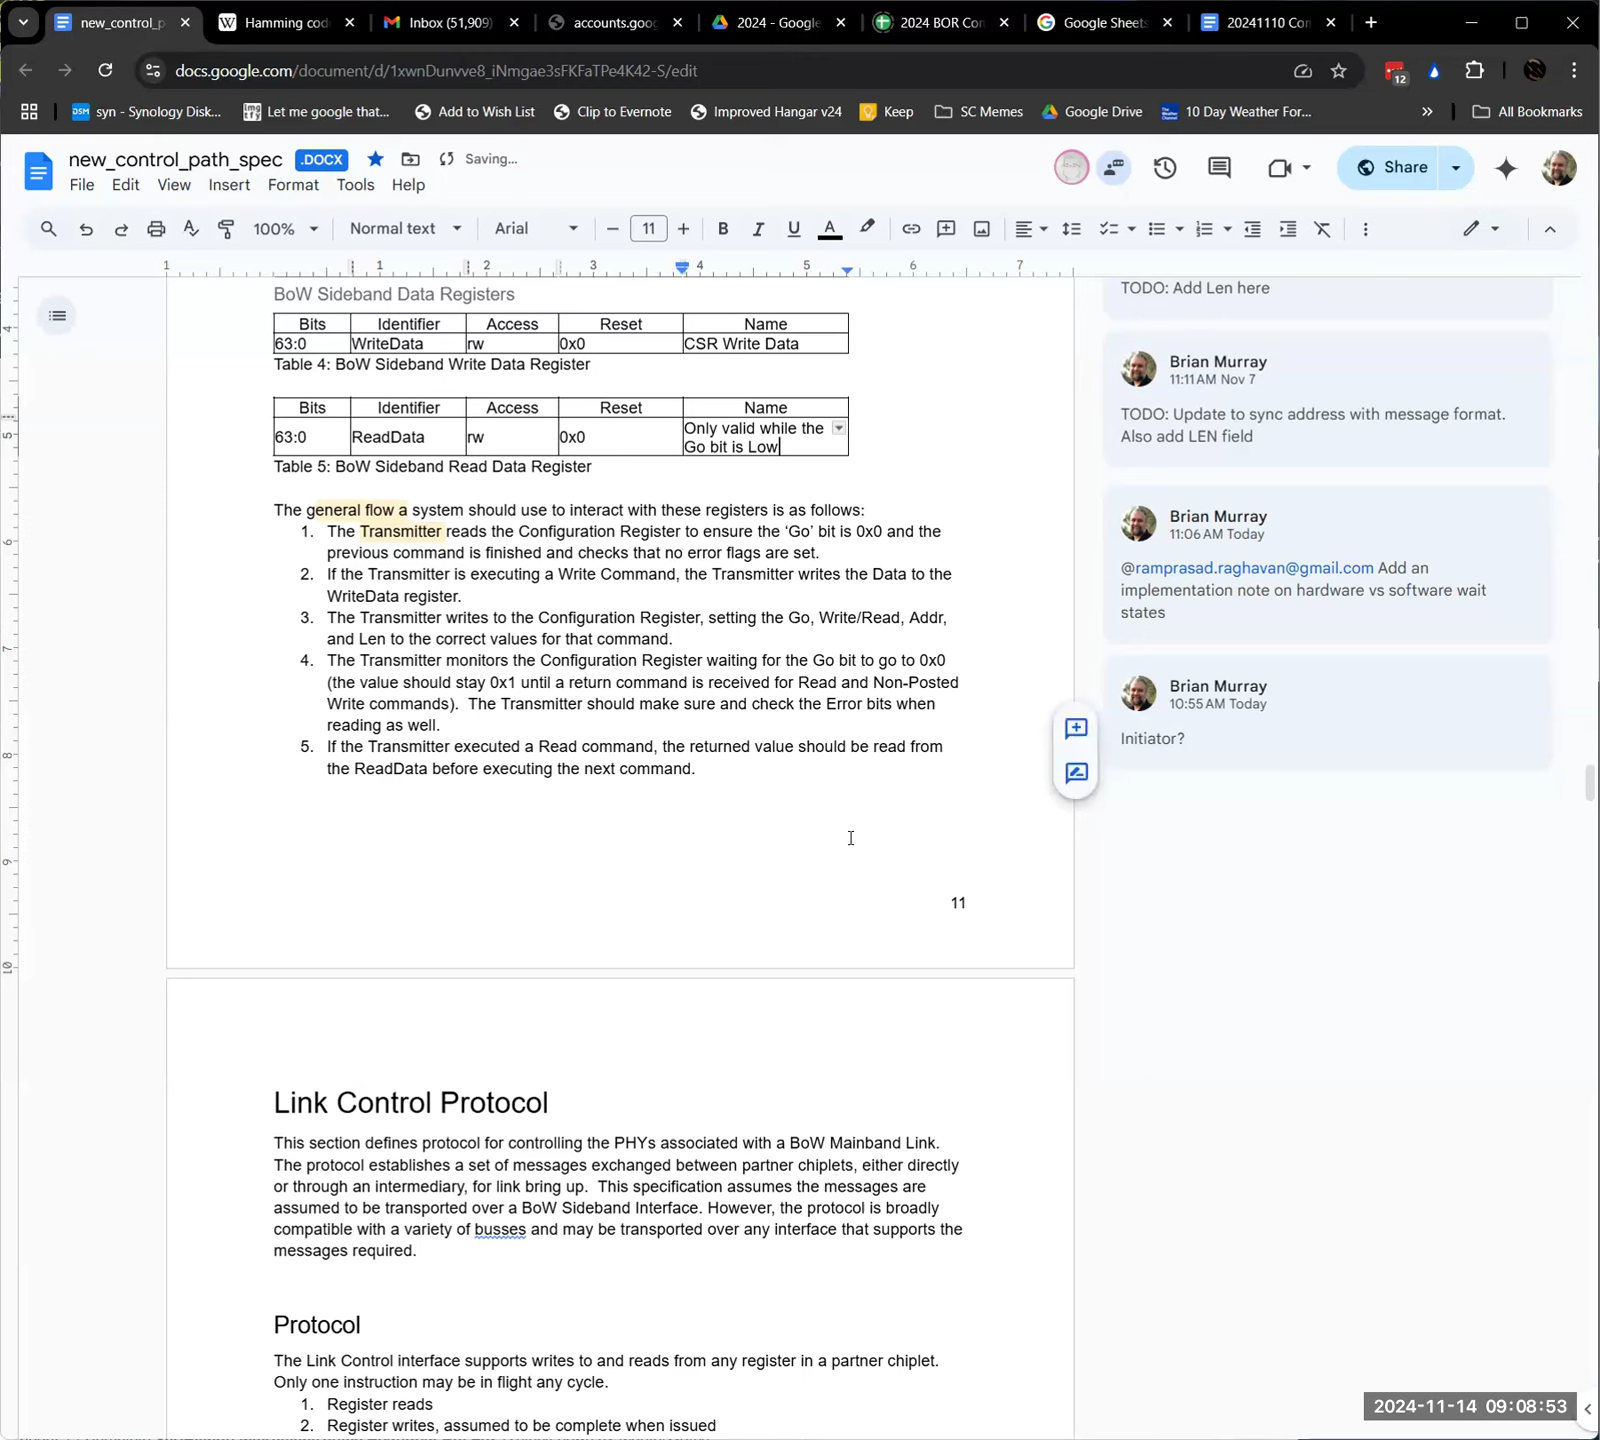 new_control_p
Hamming cod
Inbox (51,909)
accounts.goog
2024 - Google
2024 BOR Con
Google Sheets
20241110 Con
docs.google.com/document/d/1xwnDunvve8_iNmgae3sFKFaTPe4K42-S/edit
12
DSM
syn - Synology Disk...
Let me google that...
Add to Wish List
Clip to Evernote
Improved Hangar v24
Keep
SC Memes
Google Drive
10 Day Weather For...
All Bookmarks
new_control_path_spec
.DOCX
Saving...
Share
File
Edit
View
Insert
Format
Tools
Help
100%
Normal text
Arial
11
1 1 2 3 4 5 6 7
4
5
6
7
8
9
10
BoW Sideband Data Registers
Bits Identifier Access Reset Name
63:0 WriteData rw 0x0 CSR Write Data
Table 4: BoW Sideband Write Data Register
Bits Identifier Access Reset Name
63:0 ReadData rw 0x0 Only valid while the
Go bit is Low
Table 5: BoW Sideband Read Data Register
The general flow a system should use to interact with these registers is as follows:
1. The Transmitter reads the Configuration Register to ensure the ‘Go’ bit is 0x0 and the
previous command is finished and checks that no error flags are set.
2. If the Transmitter is executing a Write Command, the Transmitter writes the Data to the
WriteData register.
3. The Transmitter writes to the Configuration Register, setting the Go, Write/Read, Addr,
and Len to the correct values for that command.
4. The Transmitter monitors the Configuration Register waiting for the Go bit to go to 0x0
(the value should stay 0x1 until a return command is received for Read and Non-Posted
Write commands). The Transmitter should make sure and check the Error bits when
reading as well.
5. If the Transmitter executed a Read command, the returned value should be read from
the ReadData before executing the next command.
11
Link Control Protocol
This section defines protocol for controlling the PHYs associated with a BoW Mainband Link.
The protocol establishes a set of messages exchanged between partner chiplets, either directly
or through an intermediary, for link bring up. This specification assumes the messages are
assumed to be transported over a BoW Sideband Interface. However, the protocol is broadly
compatible with a variety of busses and may be transported over any interface that supports the
messages required.
Protocol
The Link Control interface supports writes to and reads from any register in a partner chiplet.
Only one instruction may be in flight any cycle.
1. Register reads
2. Register writes, assumed to be complete when issued
TODO: Add Len here
Brian Murray
11:11 AM Nov 7
TODO: Update to sync address with message format.
Also add LEN field
Brian Murray
11:06 AM Today
@ramprasad.raghavan@gmail.com Add an
implementation note on hardware vs software wait
states
Brian Murray
10:55 AM Today
Initiator?
2024-11-14 09:08:53